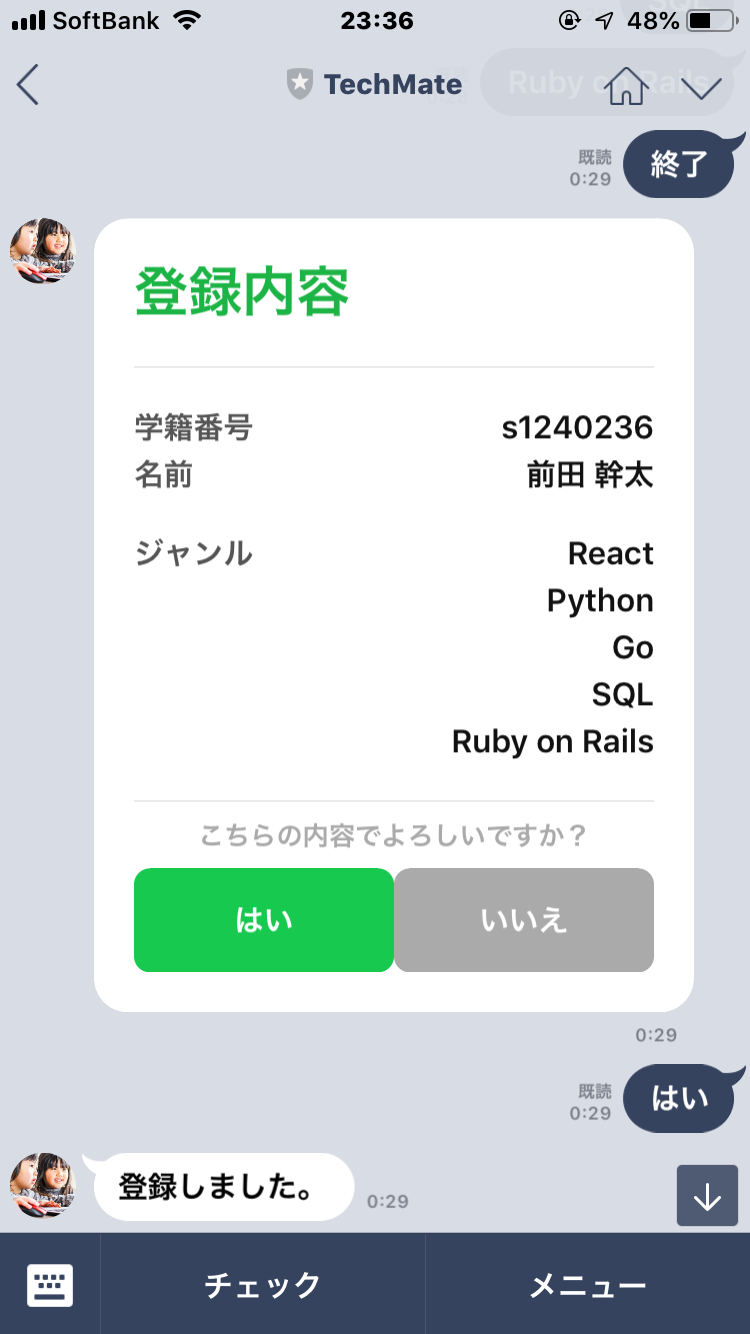 SoftBank 23:36 48%
TechMate
Ruby on Rails
既読
0:29
終了
登録内容
学籍番号 s1240236
名前 前田 幹太
ジャンル React
Python
Go
SQL
Ruby on Rails
こちらの内容でよろしいですか？
はい いいえ
0:29
既読
0:29
はい
登録しました。 0:29
チェック メニュー